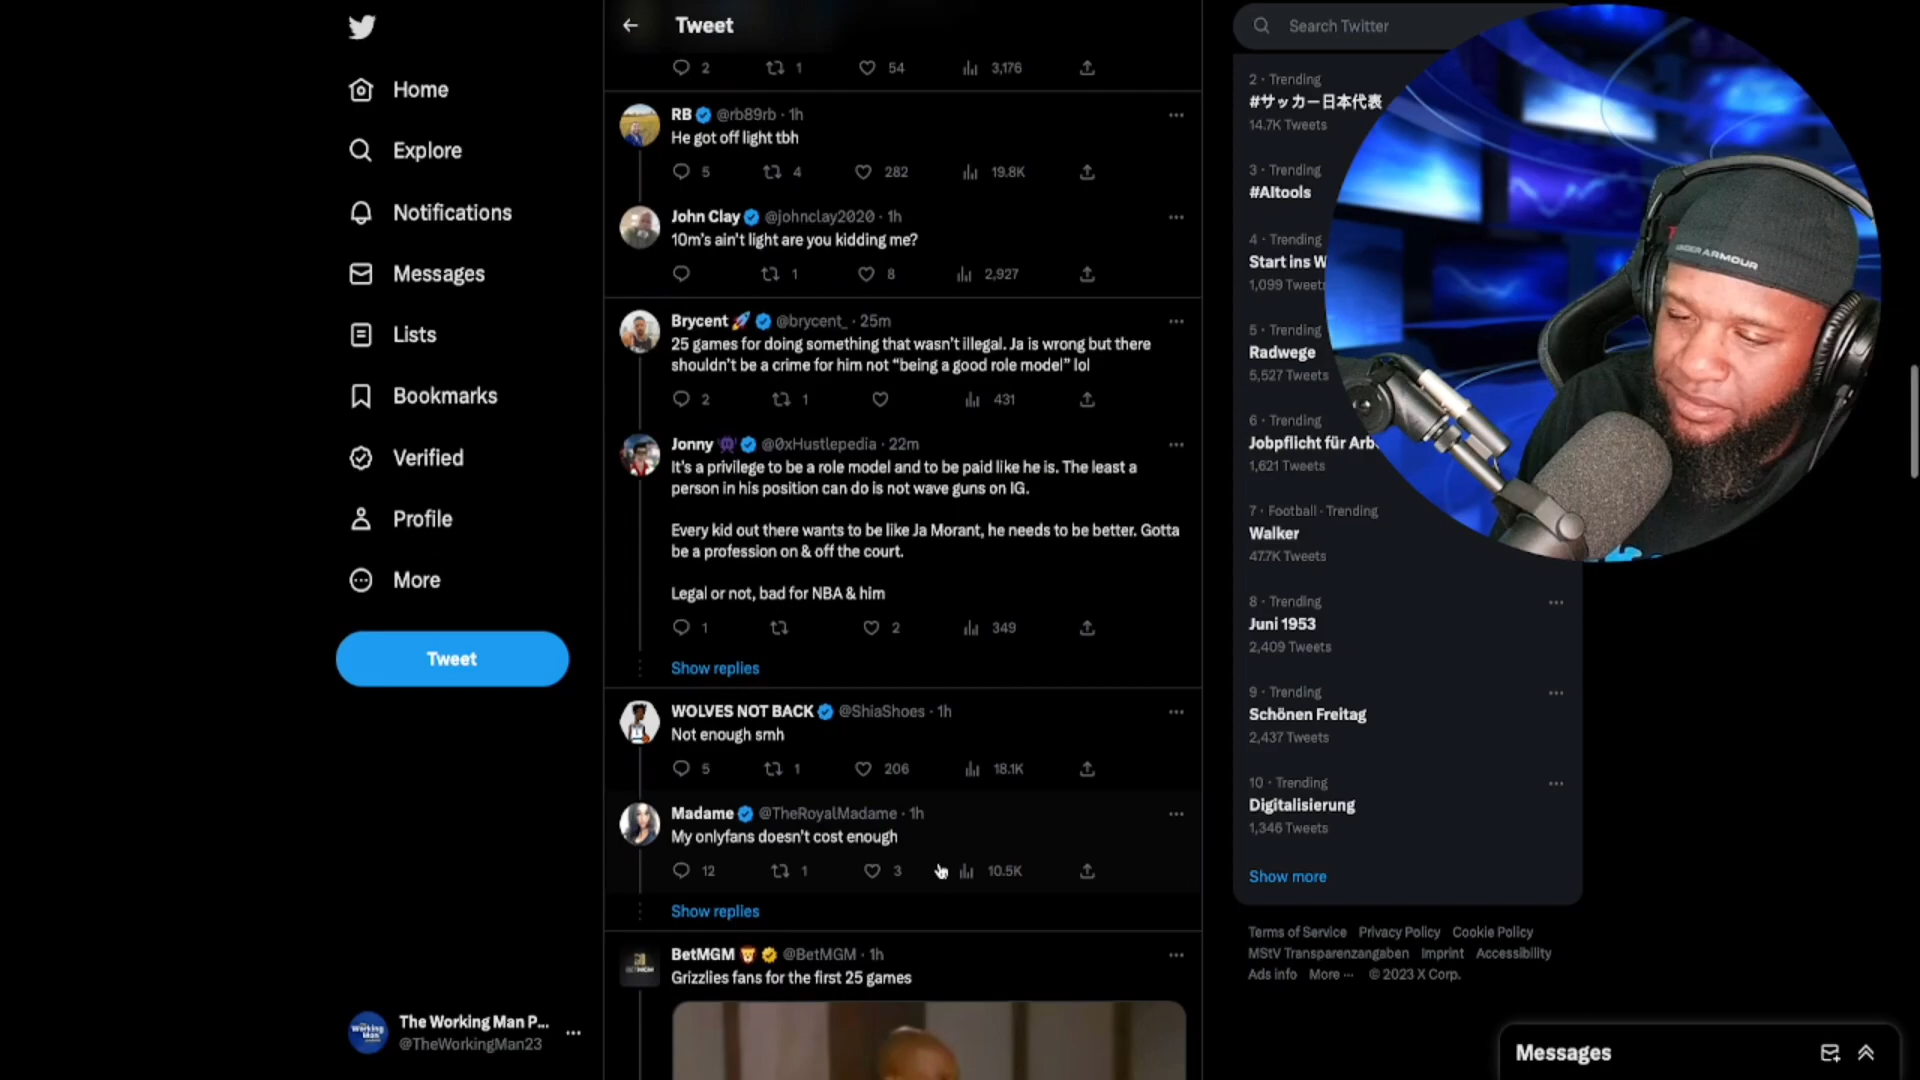 Home
Explore
Notifications
Messages
Lists
Bookmarks
Verified
Profile
More
Tweet
The Working Man P...
@TheWorkingMan23
Tweet
2 1 54 3,176
RB @rb89rb · 1h
He got off light tbh
5 4 282 19.8K
John Clay @johnclay2020 · 1h
10m's ain't light are you kidding me?
1 8 2,927
Brycent 🚀 @brycent_ · 25m
25 games for doing something that wasn't illegal. Ja is wrong but there
shouldn't be a crime for him not "being a good role model" lol
2 1 431
Jonny @0xHustlepedia · 22m
It's a privilege to be a role model and to be paid like he is. The least a
person in his position can do is not wave guns on IG.
Every kid out there wants to be like Ja Morant, he needs to be better. Gotta
be a profession on & off the court.
Legal or not, bad for NBA & him
1 2 349
Show replies
WOLVES NOT BACK @ShiaShoes · 1h
Not enough smh
5 1 206 18.1K
Madame @TheRoyalMadame · 1h
My onlyfans doesn't cost enough
12 1 3 10.5K
Show replies
BetMGM 🦁 @BetMGM · 1h
Grizzlies fans for the first 25 games
Search Twitter
2 · Trending
#サッカー日本代表
14.7K Tweets
3 · Trending
#AItools
4 · Trending
Start ins W
1,099 Tweets
5 · Trending
Radwege
5,527 Tweets
6 · Trending
Jobpflicht für Arb
1,621 Tweets
7 · Football · Trending
Walker
47.7K Tweets
8 · Trending
Juni 1953
2,409 Tweets
9 · Trending
Schönen Freitag
2,437 Tweets
10 · Trending
Digitalisierung
1,346 Tweets
Show more
Terms of Service Privacy Policy Cookie Policy
MStV Transparenzangaben Imprint Accessibility
Ads info More ··· © 2023 X Corp.
UNDER ARMOUR
Messages